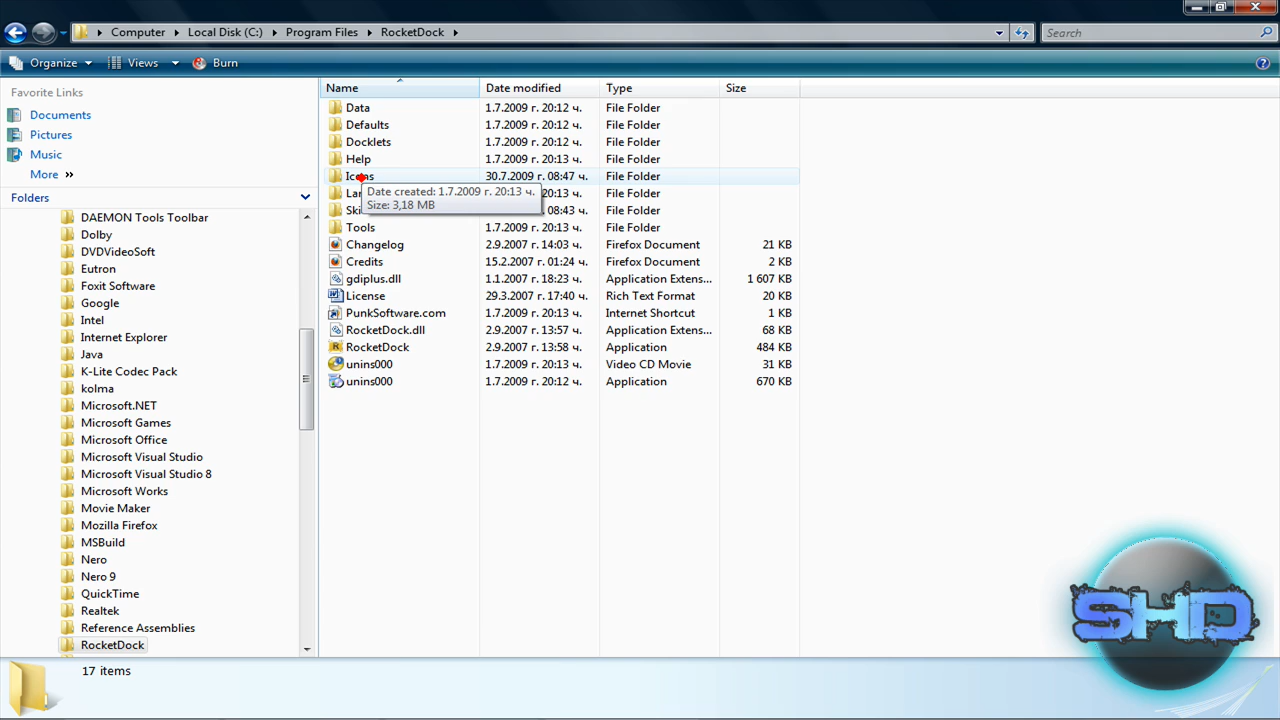 Computer Local Disk (C:) Program Files RocketDock
Search
Organize Views Burn
Favorite Links
Documents
Pictures
Music
More »
Folders
DAEMON Tools Toolbar
Dolby
DVDVideoSoft
Eutron
Foxit Software
Google
Intel
Internet Explorer
Java
K-Lite Codec Pack
kolma
Microsoft.NET
Microsoft Games
Microsoft Office
Microsoft Visual Studio
Microsoft Visual Studio 8
Microsoft Works
Movie Maker
Mozilla Firefox
MSBuild
Nero
Nero 9
QuickTime
Realtek
Reference Assemblies
RocketDock
Name Date modified Type Size
Data 1.7.2009 г. 20:12 ч. File Folder
Defaults 1.7.2009 г. 20:12 ч. File Folder
Docklets 1.7.2009 г. 20:12 ч. File Folder
Help 1.7.2009 г. 20:13 ч. File Folder
30.7.2009 г. 08:47 ч. File Folder
Date created: 1.7.2009 г. 20:13 ч.
Size: 3,18 MB
20:13 ч. File Folder
08:43 ч. File Folder
Tools 1.7.2009 г. 20:13 ч. File Folder
Changelog 2.9.2007 г. 14:03 ч. Firefox Document 21 KB
Credits 15.2.2007 г. 01:24 ч. Firefox Document 2 KB
gdiplus.dll 1.1.2007 г. 18:23 ч. Application Extens... 1 607 KB
License 29.3.2007 г. 17:40 ч. Rich Text Format 20 KB
PunkSoftware.com 1.7.2009 г. 20:13 ч. Internet Shortcut 1 KB
RocketDock.dll 2.9.2007 г. 13:57 ч. Application Extens... 68 KB
RocketDock 2.9.2007 г. 13:58 ч. Application 484 KB
unins000 1.7.2009 г. 20:13 ч. Video CD Movie 31 KB
unins000 1.7.2009 г. 20:12 ч. Application 670 KB
17 items
SHD